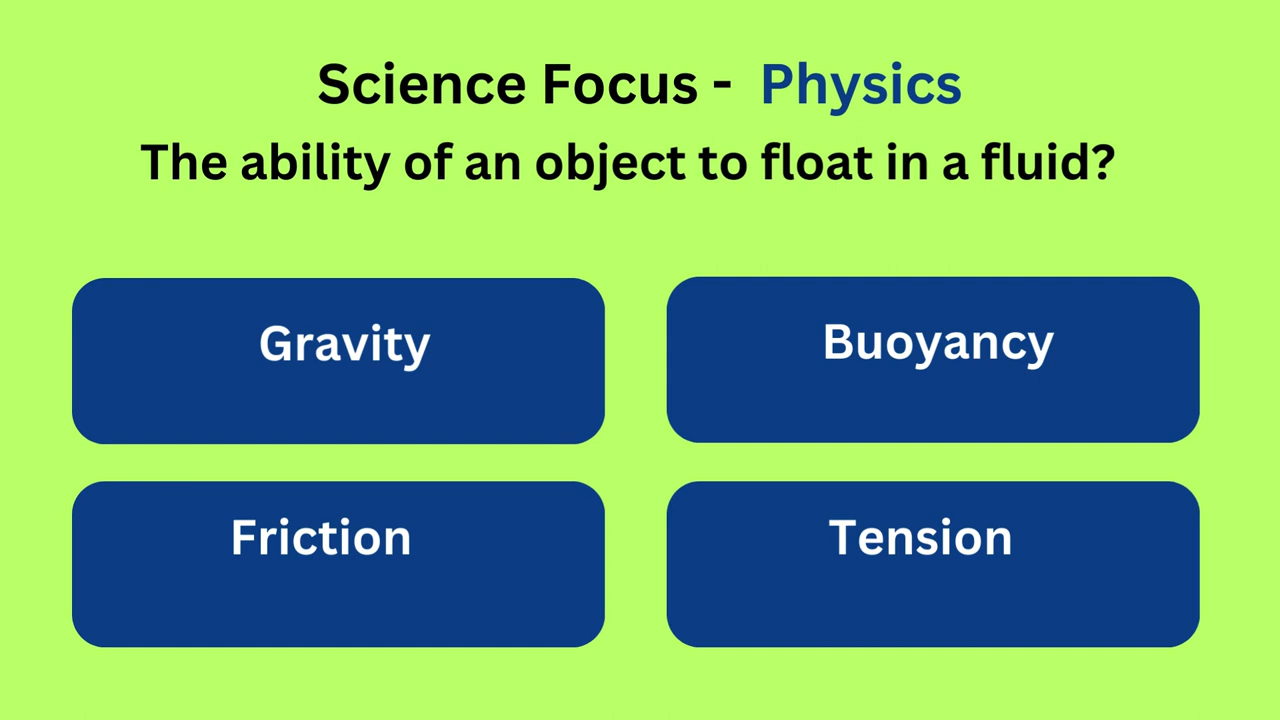 Science Focus - Physics
The ability of an object to float in a fluid?
Gravity
Buoyancy
Friction
Tension